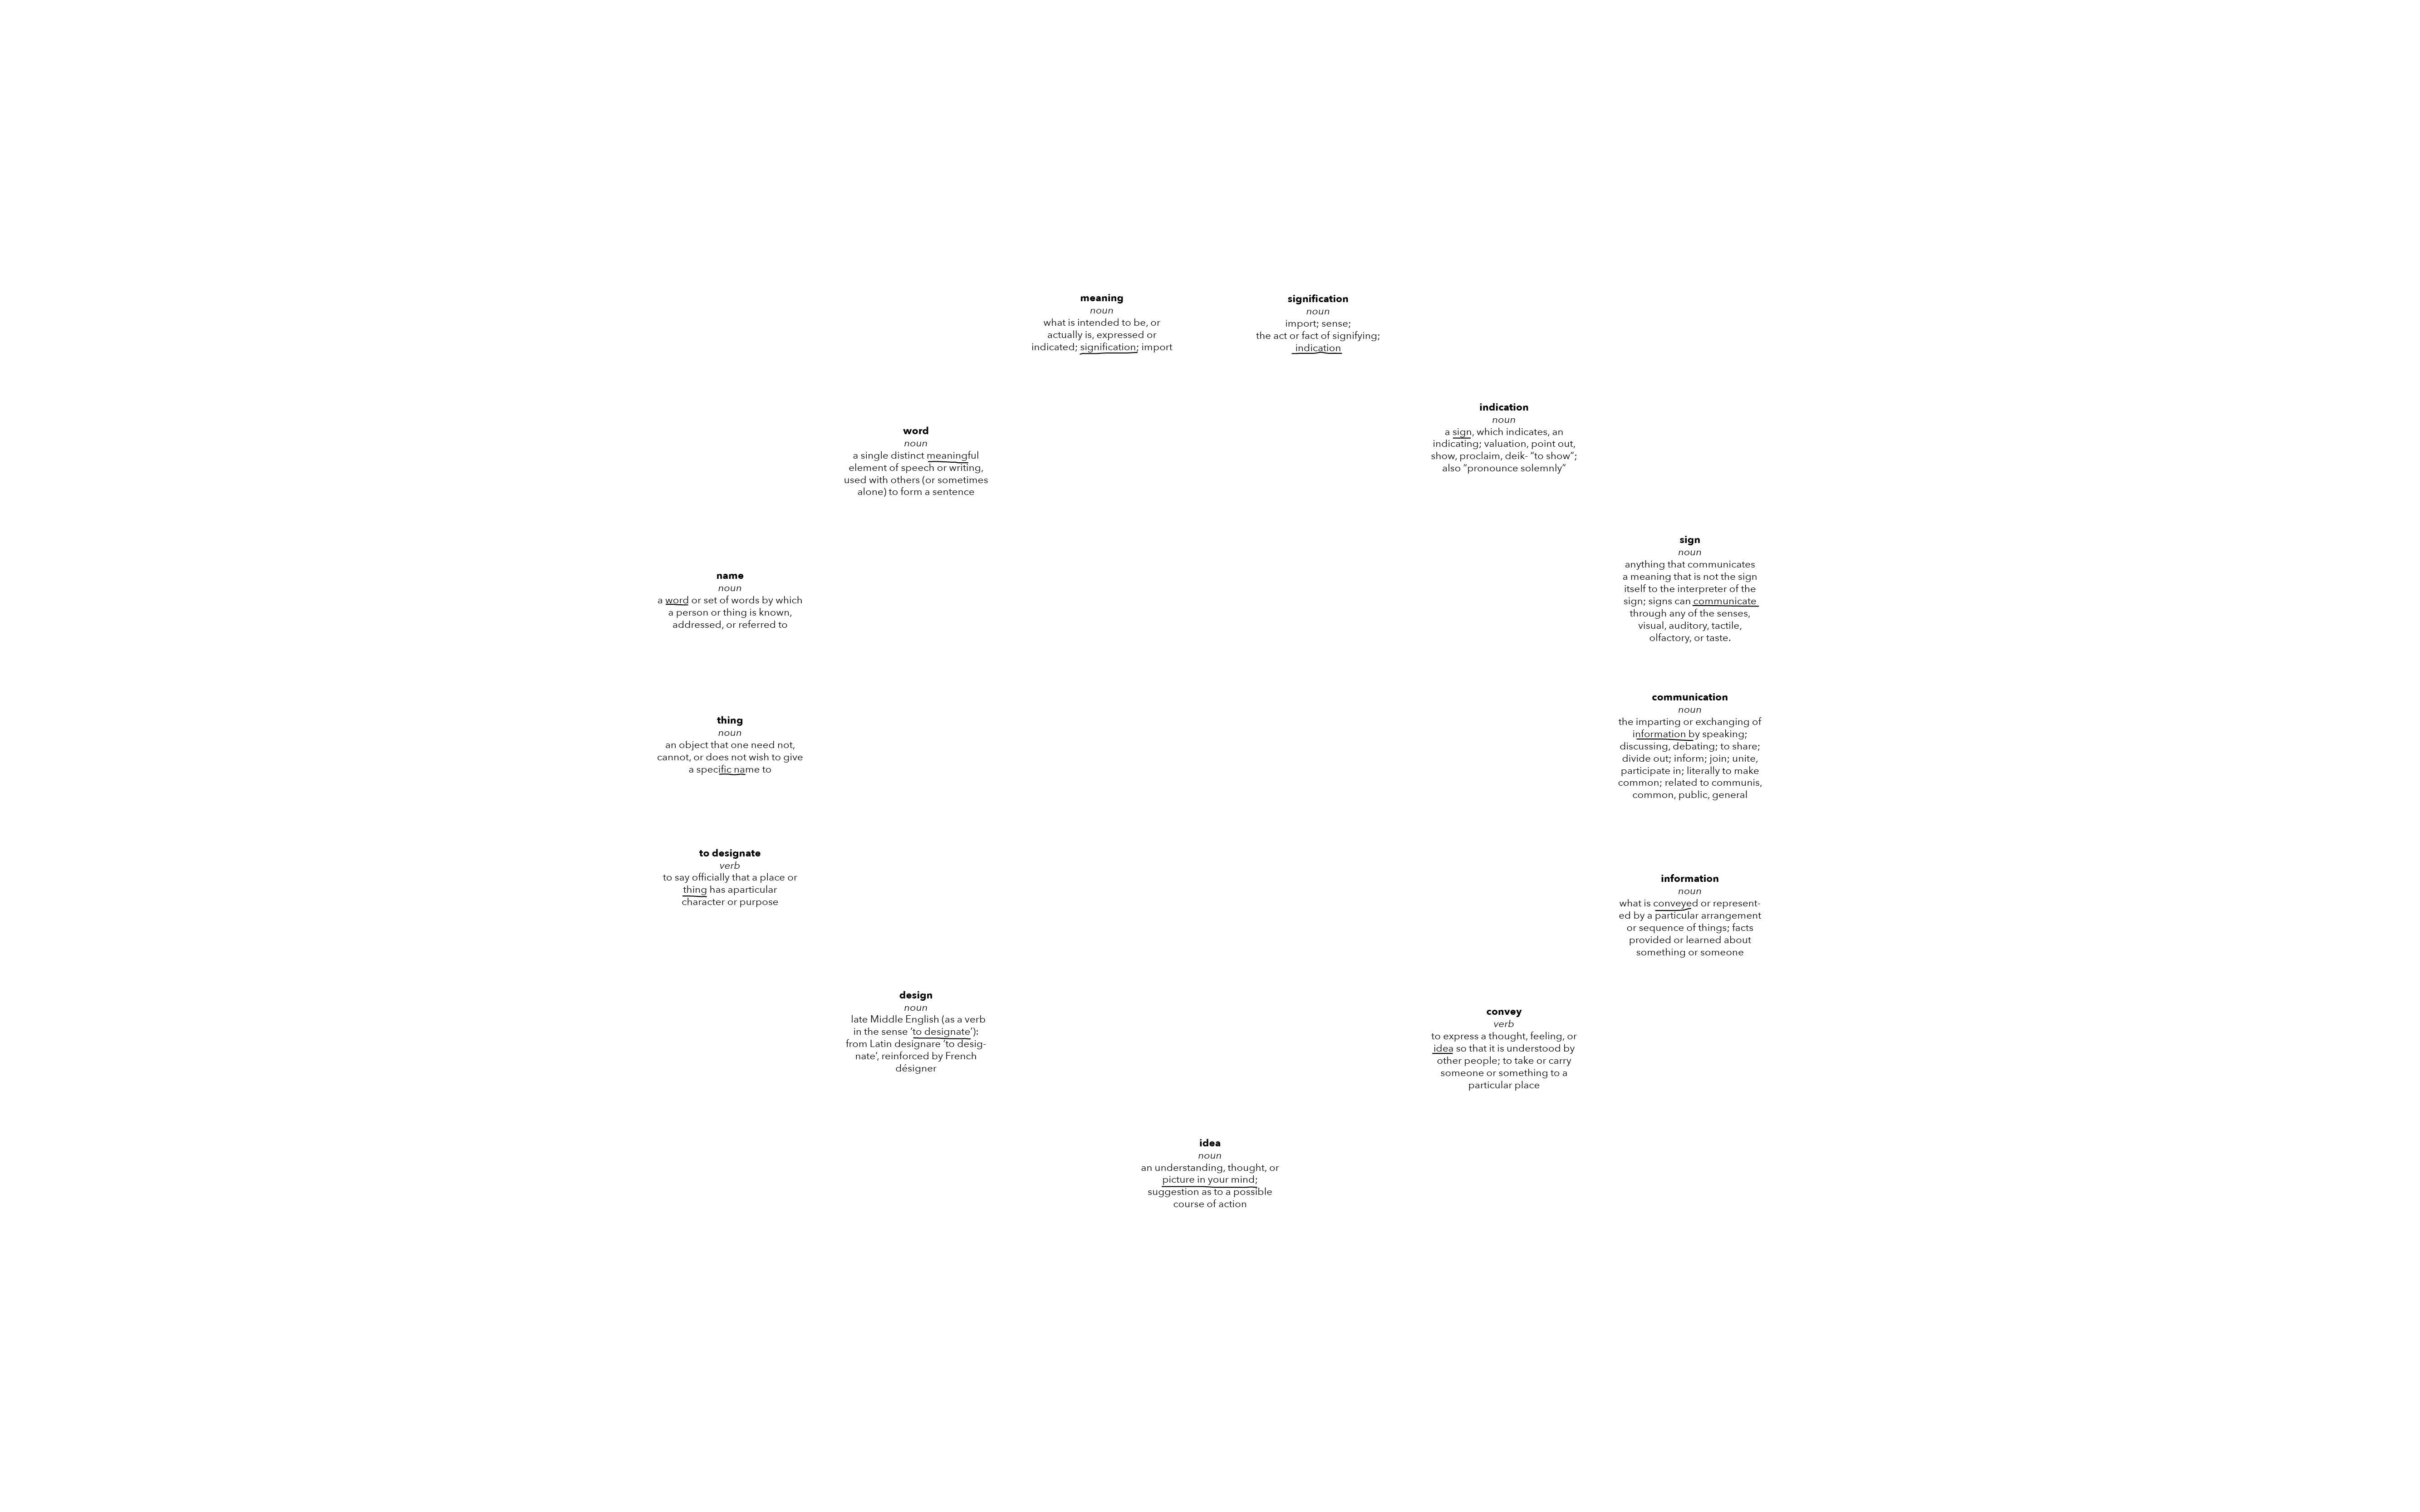 meaning
noun
what is intended to be, or
actually is, expressed or
indicated; signification; import
signification
noun
import; sense;
the act or fact of signifying;
indication
indication
noun
a sign, which indicates, an
indicating; valuation, point out,
show, proclaim, deik- “to show”;
also “pronounce solemnly”
word
noun
a single distinct meaningful
element of speech or writing,
used with others (or sometimes
alone) to form a sentence
sign
noun
anything that communicates
a meaning that is not the sign
itself to the interpreter of the
sign; signs can communicate
through any of the senses,
visual, auditory, tactile,
olfactory, or taste.
name
noun
a word or set of words by which
a person or thing is known,
addressed, or referred to
communication
noun
the imparting or exchanging of
information by speaking;
discussing, debating; to share;
divide out; inform; join; unite,
participate in; literally to make
common; related to communis,
common, public, general
thing
noun
an object that one need not,
cannot, or does not wish to give
a specific name to
to designate
verb
to say officially that a place or
thing has aparticular
character or purpose
information
noun
what is conveyed or represent-
ed by a particular arrangement
or sequence of things; facts
provided or learned about
something or someone
design
noun
late Middle English (as a verb
in the sense ‘to designate’):
from Latin designare ‘to desig-
nate’, reinforced by French
désigner
convey
verb
to express a thought, feeling, or
idea so that it is understood by
other people; to take or carry
someone or something to a
particular place
idea
noun
an understanding, thought, or
picture in your mind;
suggestion as to a possible
course of action